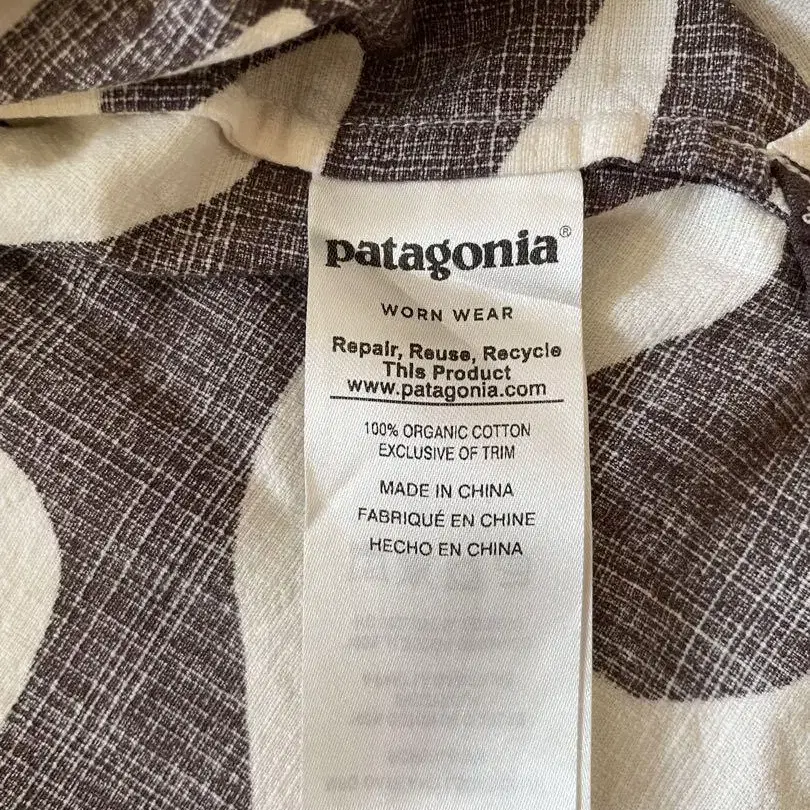 patagonia®
WORN WEAR
Repair, Reuse, Recycle
This Product
www.patagonia.com
100% ORGANIC COTTON
EXCLUSIVE OF TRIM
MADE IN CHINA
FABRIQUÉ EN CHINE
HECHO EN CHINA